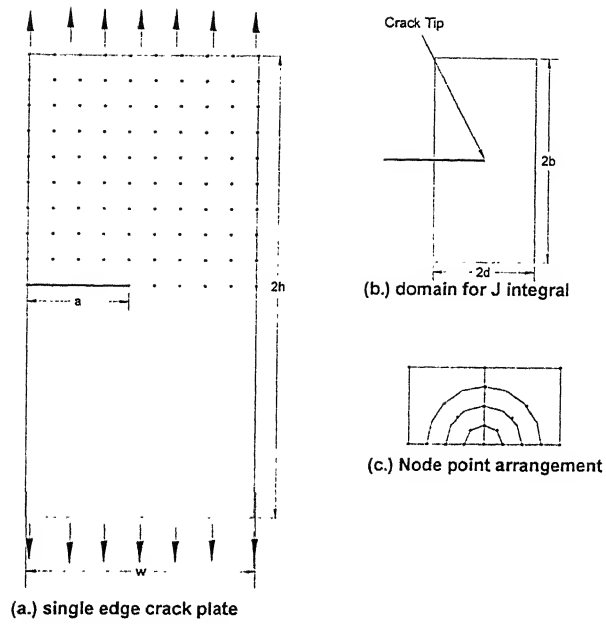 Crack Tip
2b
2d
(b.) domain for J integral
2h
a
(c.) Node point arrangement
w
(a.) single edge crack plate